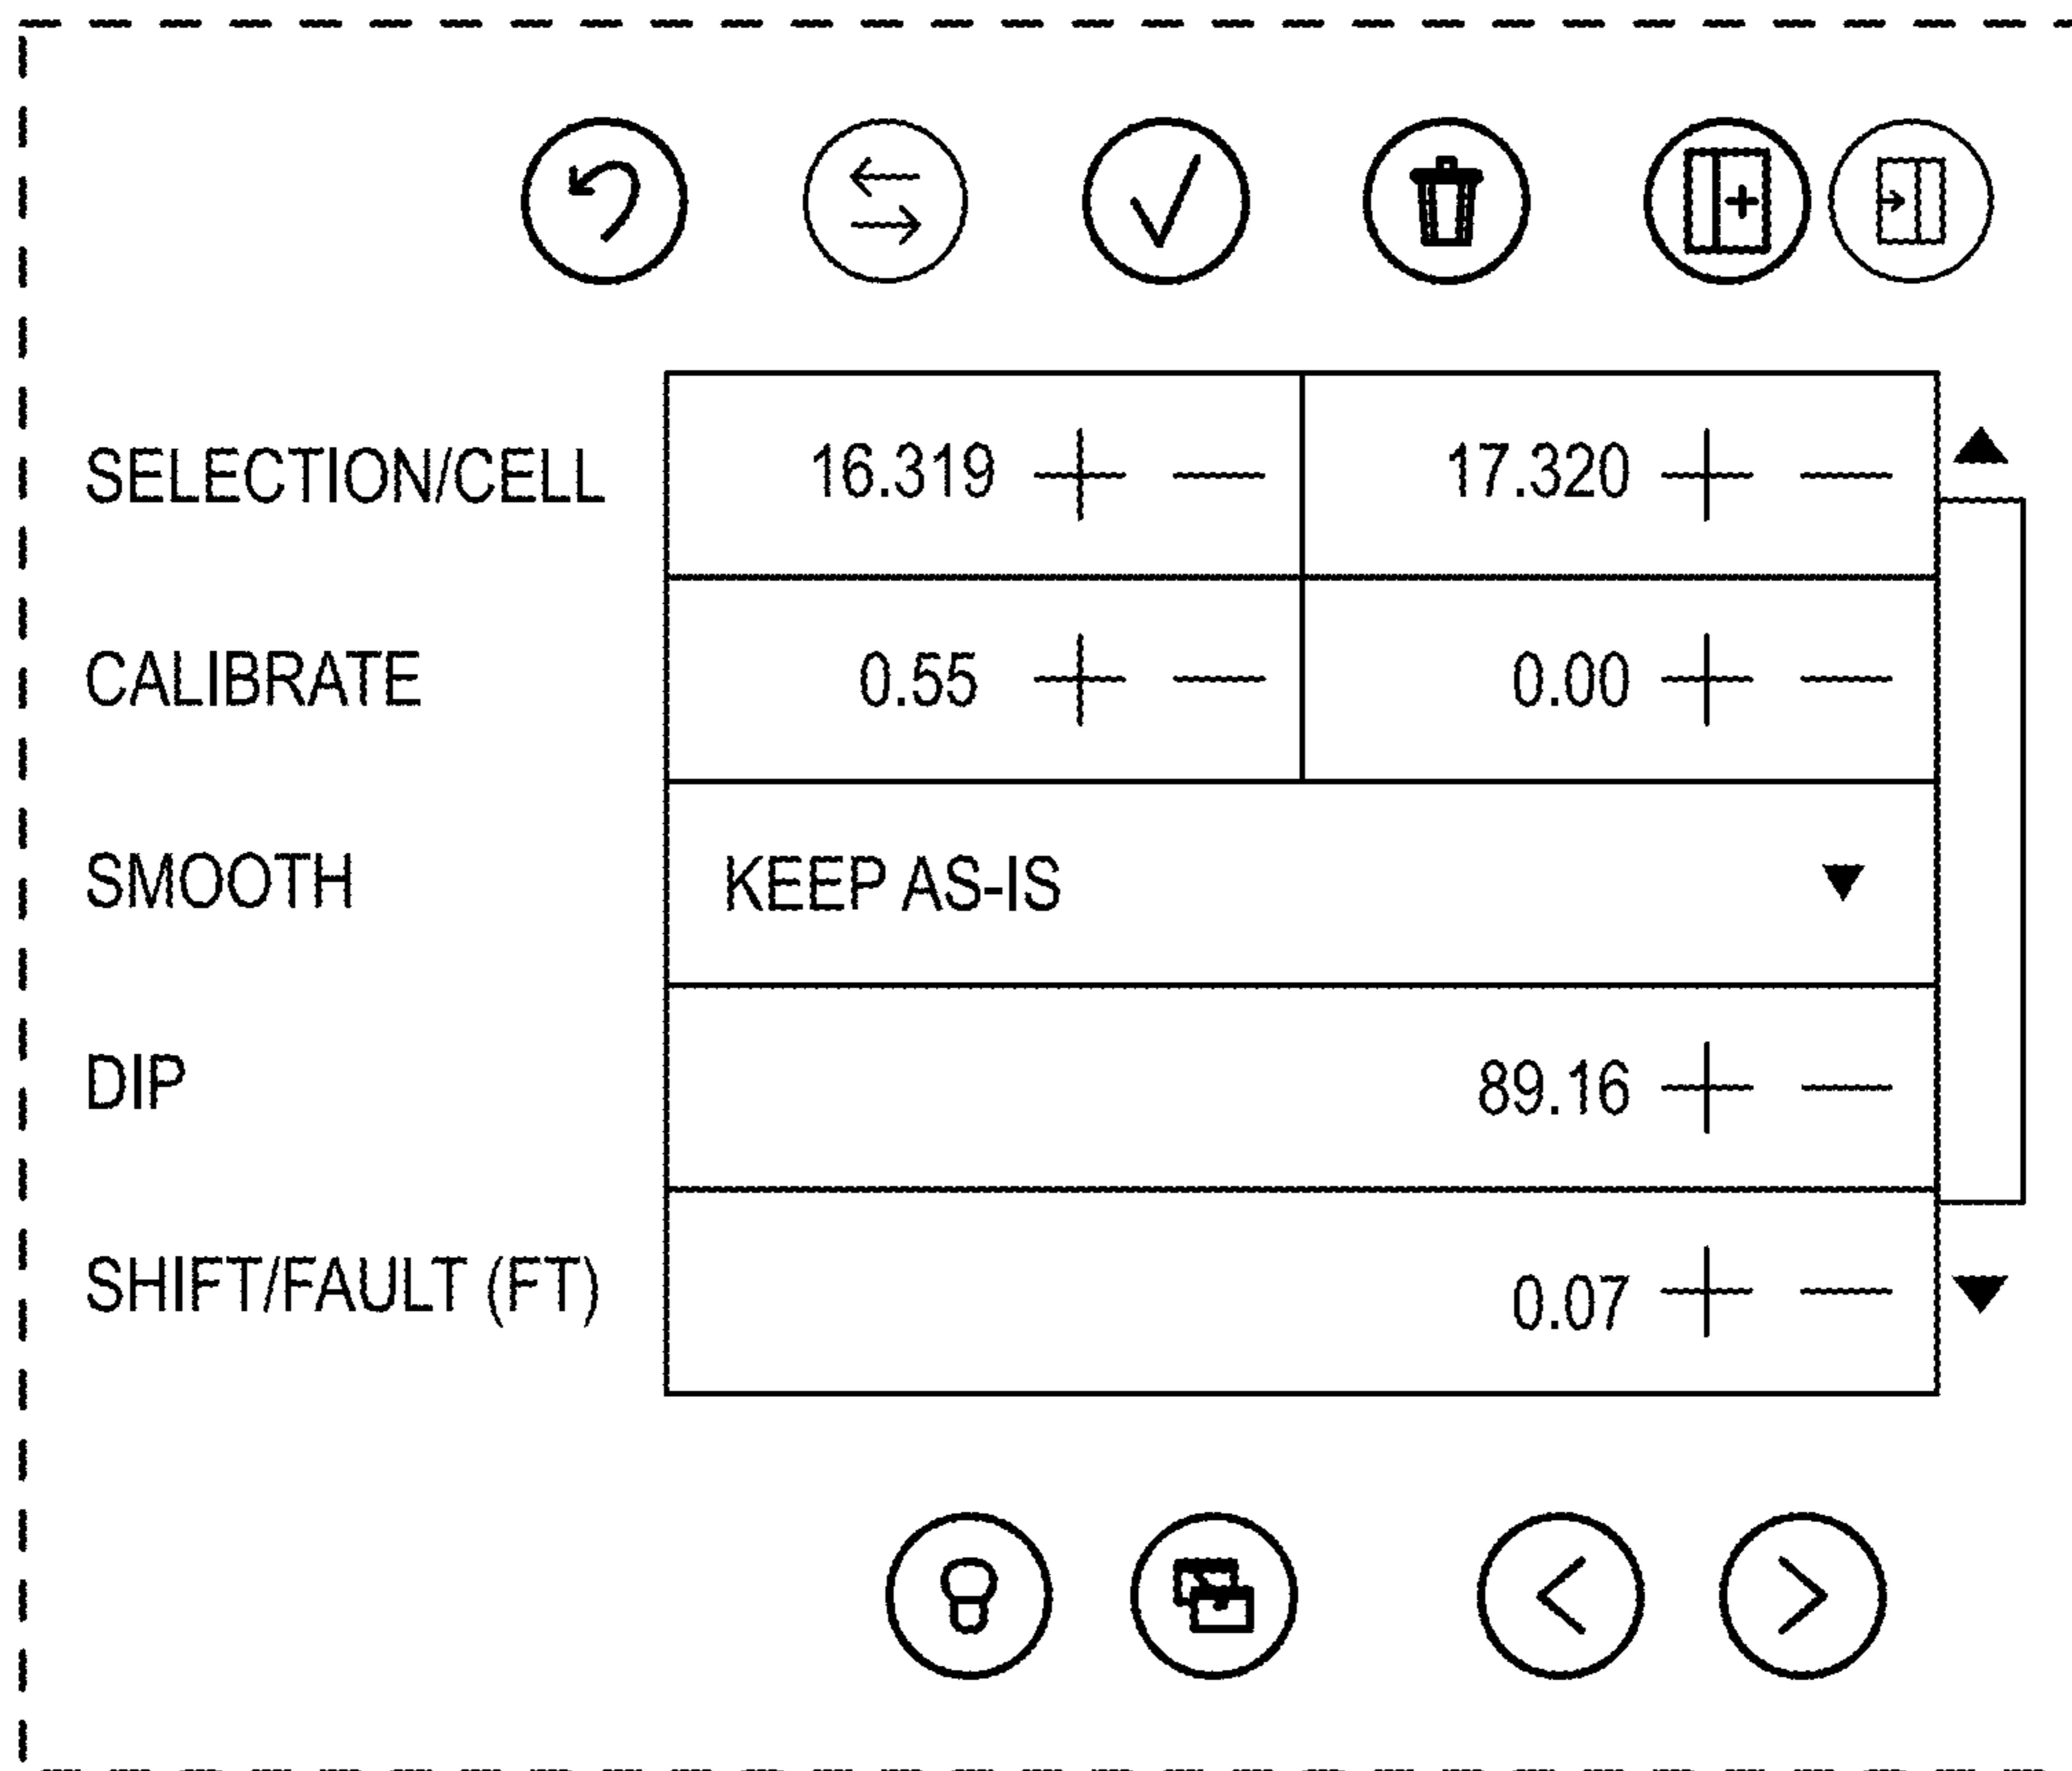 SELECTION/CELL 16.319 + − 17.320 + −
CALIBRATE 0.55 + − 0.00 + −
SMOOTH KEEP AS-IS
DIP 89.16 + −
SHIFT/FAULT (FT) 0.07 + −